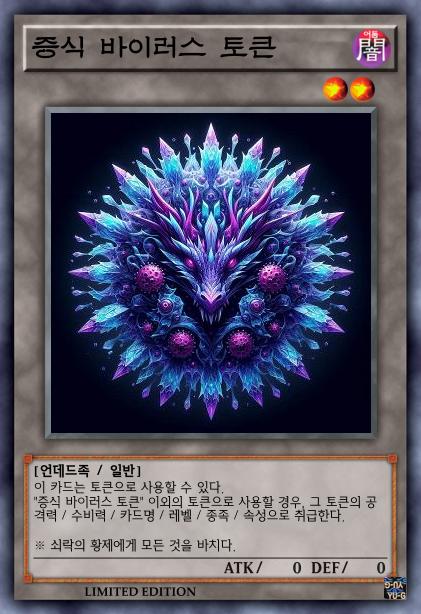 증식 바이러스 토큰
어둠
闇
[언데드족 / 일반]
이 카드는 토큰으로 사용할 수 있다.
"증식 바이러스 토큰" 이외의 토큰으로 사용할 경우, 그 토큰의 공
격력 / 수비력 / 카드명 / 레벨 / 종족 / 속성으로 취급한다.
※ 쇠락의 황제에게 모든 것을 바치다.
ATK/ 0 DEF/ 0
LIMITED EDITION